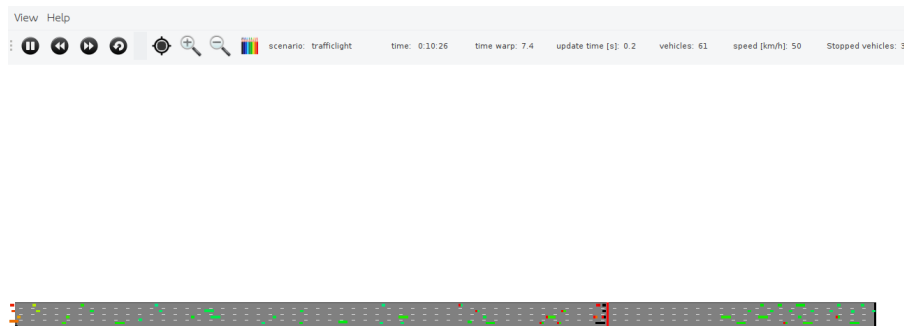 View Help
scenario: trafficlight time: 0:10:26 time warp: 7.4 update time [s]: 0.2 vehicles: 61 speed [km/h]: 50 Stopped vehicles: 3